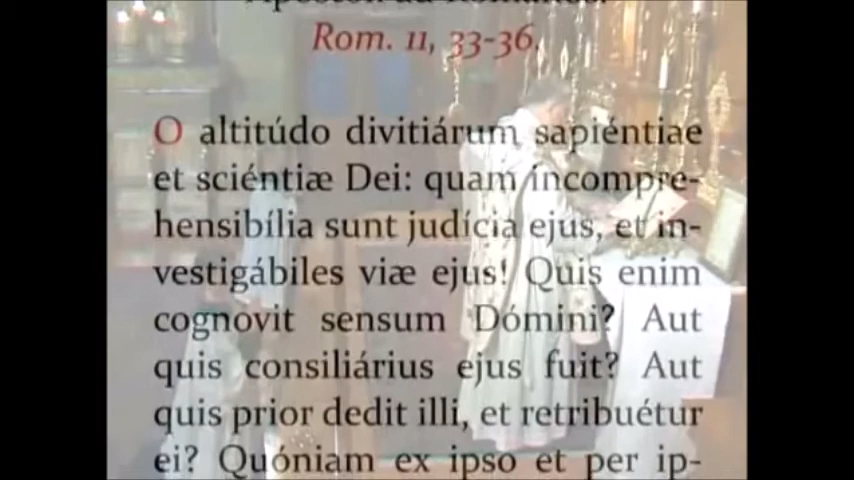 Rom. 11, 33-36.
O altitúdo divitiárum sapiéntiae
et sciéntiæ Dei: quam incompre-
hensibília sunt judícia ejus, et in-
vestigábiles viæ ejus! Quis enim
cognovit sensum Dómini? Aut
quis consiliárius ejus fuit? Aut
quis prior dedit illi, et retribuétur
ei? Quóniam ex ipso et per ip-